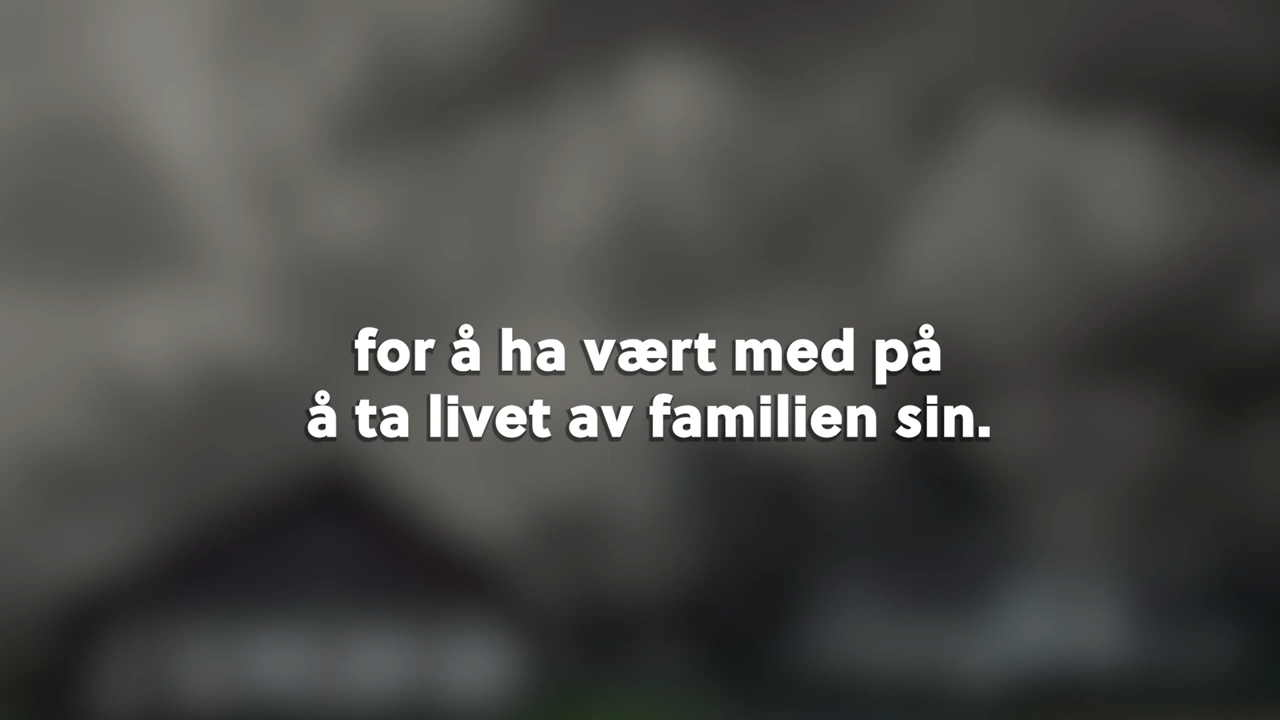 for å ha vært med på
å ta livet av familien sin.